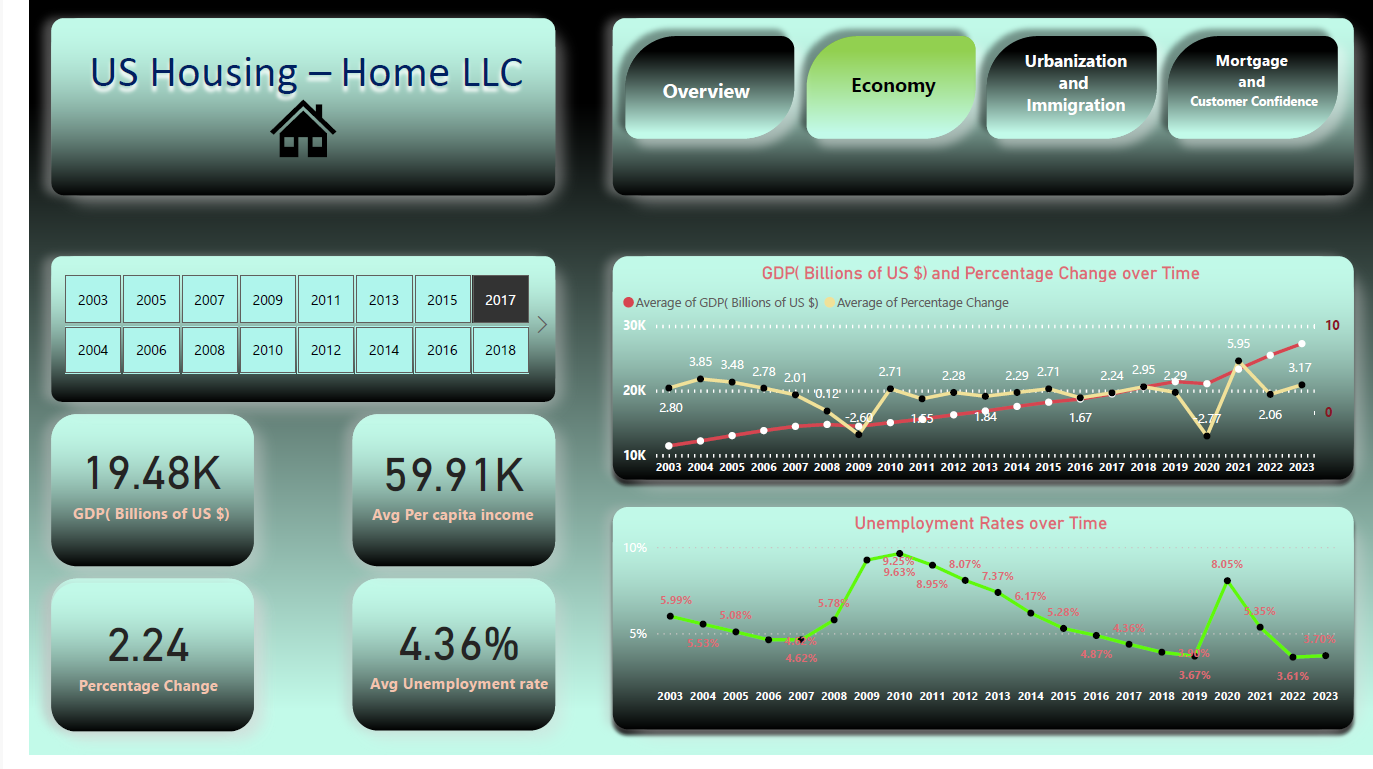 US Housing – Home LLC
Overview
Economy
Urbanization
and
Immigration
Mortgage
and
Customer Confidence
2003 2005 2007 2009 2011 2013 2015 2017
2004 2006 2008 2010 2012 2014 2016 2018
19.48K
GDP( Billions of US $)
59.91K
Avg Per capita income
2.24
Percentage Change
4.36%
Avg Unemployment rate
GDP( Billions of US $) and Percentage Change over Time
Average of GDP( Billions of US $) Average of Percentage Change
30K
20K
10K
10
0
2.80 3.85 3.48 2.78 2.01 0.12 -2.60 2.71 1.55 2.28 1.84 2.29 2.71 1.67 2.24 2.95 2.29 -2.77 5.95 2.06 3.17
2003 2004 2005 2006 2007 2008 2009 2010 2011 2012 2013 2014 2015 2016 2017 2018 2019 2020 2021 2022 2023
Unemployment Rates over Time
10%
5%
5.99% 5.53% 5.08% 4.62% 5.78% 9.25% 9.63% 8.95% 8.07% 7.37% 6.17% 5.28% 4.87% 4.36% 3.67% 8.05% 5.35% 3.61% 3.70%
2003 2004 2005 2006 2007 2008 2009 2010 2011 2012 2013 2014 2015 2016 2017 2018 2019 2020 2021 2022 2023